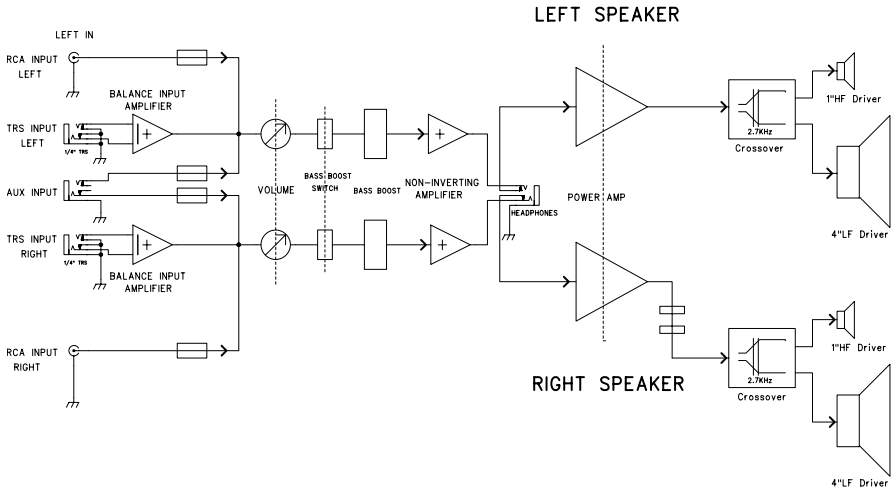 LEFT SPEAKER
LEFT IN
RCA INPUT
LEFT
BALANCE INPUT
AMPLIFIER
TRS INPUT
LEFT
1/4" TRS
AUX INPUT
TRS INPUT
RIGHT
1/4" TRS
BALANCE INPUT
AMPLIFIER
RCA INPUT
RIGHT
VOLUME
BASS BOOST
SWITCH
BASS BOOST
NON-INVERTING
AMPLIFIER
HEADPHONES
POWER AMP
2.7KHz
Crossover
1"HF Driver
4"LF Driver
RIGHT SPEAKER
2.7KHz
Crossover
1"HF Driver
4"LF Driver